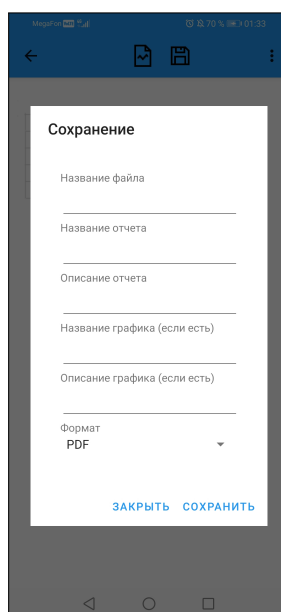 MegaFon 70 % 01:33
Сохранение
Название файла
Название отчета
Описание отчета
Название графика (если есть)
Описание графика (если есть)
Формат
PDF
ЗАКРЫТЬ СОХРАНИТЬ